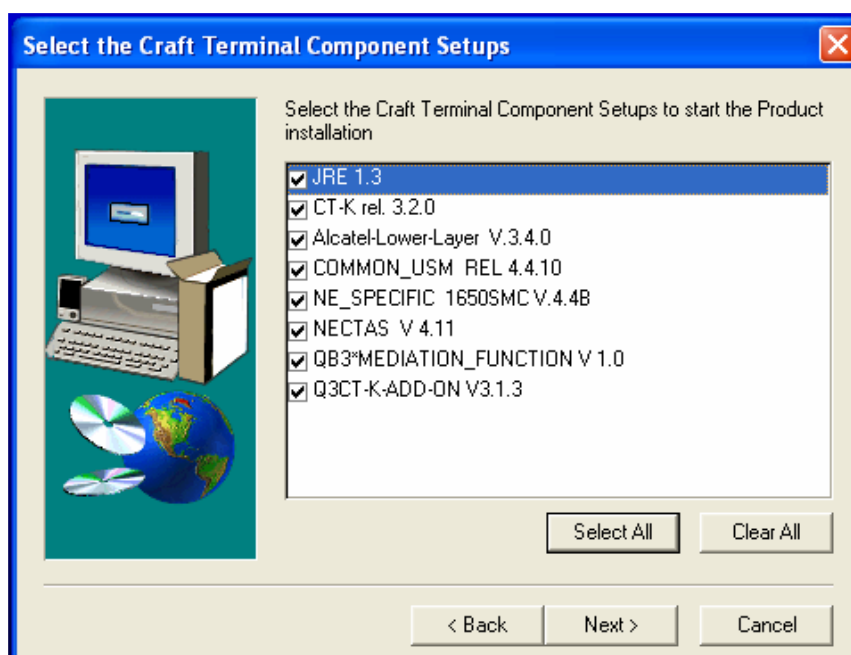 Select the Craft Terminal Component Setups
Select the Craft Terminal Component Setups to start the Product
installation
JRE 1.3
CT-K rel. 3.2.0
Alcatel-Lower-Layer V.3.4.0
COMMON_USM REL 4.4.10
NE_SPECIFIC 1650SMC V.4.4B
NECTAS V 4.11
QB3*MEDIATION_FUNCTION V 1.0
Q3CT-K-ADD-ON V3.1.3
Select All
Clear All
< Back
Next >
Cancel